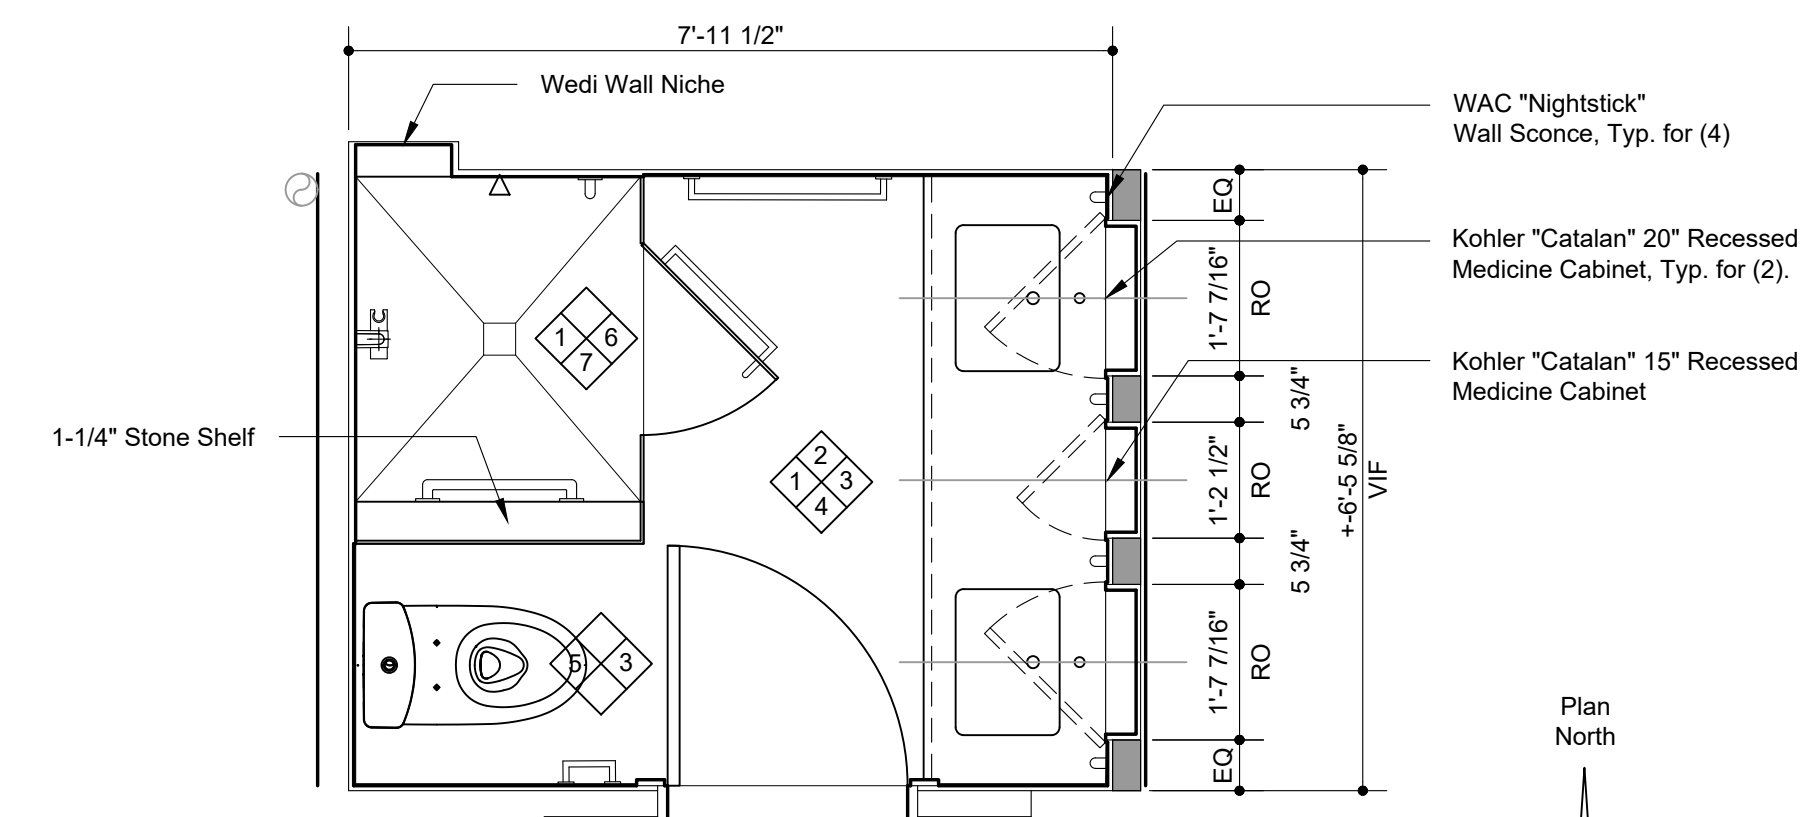 7'-11 1/2"
Wedi Wall Niche
WAC "Nightstick"
Wall Sconce, Typ. for (4)
EQ
Kohler "Catalan" 20" Recessed
Medicine Cabinet, Typ. for (2).
1'-7 7/16"
RO
1
6
7
Kohler "Catalan" 15" Recessed
Medicine Cabinet
5 3/4"
1-1/4" Stone Shelf
2
1
3
4
1'-2 1/2"
RO
+-6'-5 5/8"
VIF
5 3/4"
5
3
1'-7 7/16"
RO
Plan
North
EQ